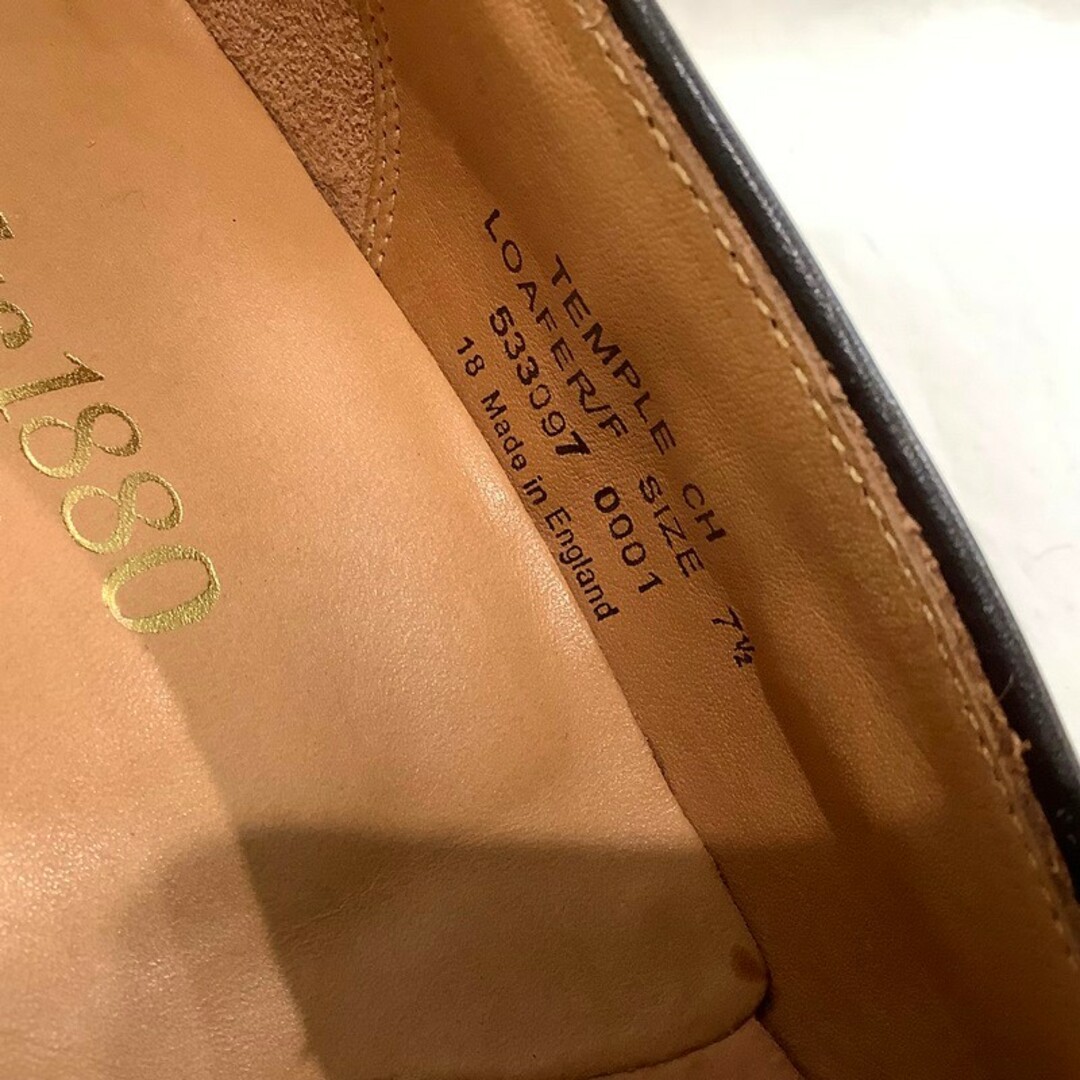 TEMPLE CH
LOAFER/F SIZE 7½
533097 0001
18 Made in England
1880